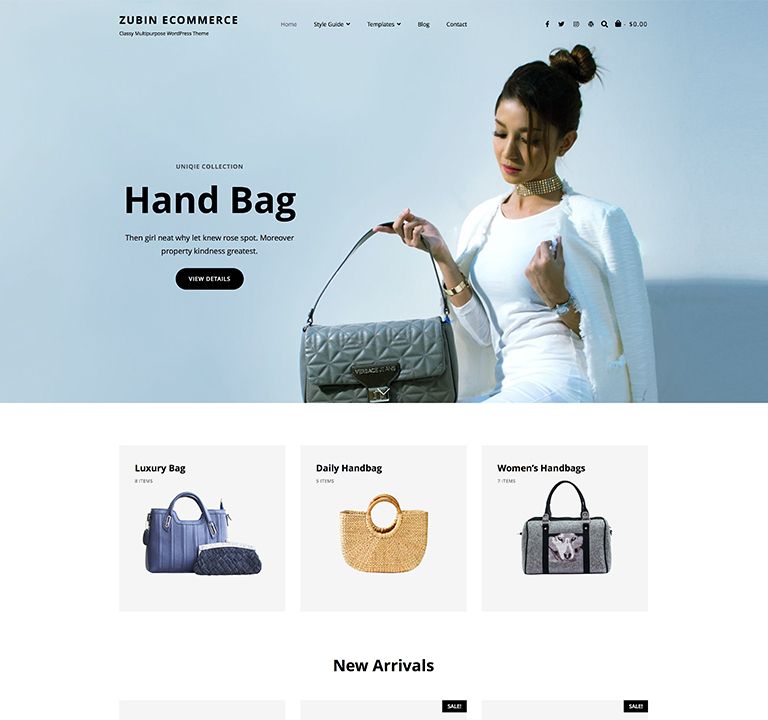 ZUBIN ECOMMERCE
Classy Multipurpose WordPress Theme
Home Style Guide Templates Blog Contact - $0.00
UNIQIE COLLECTION
Hand Bag
Then girl neat why let knew rose spot. Moreover
property kindness greatest.
VIEW DETAILS
VERSACE JEANS
Luxury Bag
8 ITEMS
Daily Handbag
5 ITEMS
Women's Handbags
7 ITEMS
New Arrivals
SALE!
SALE!